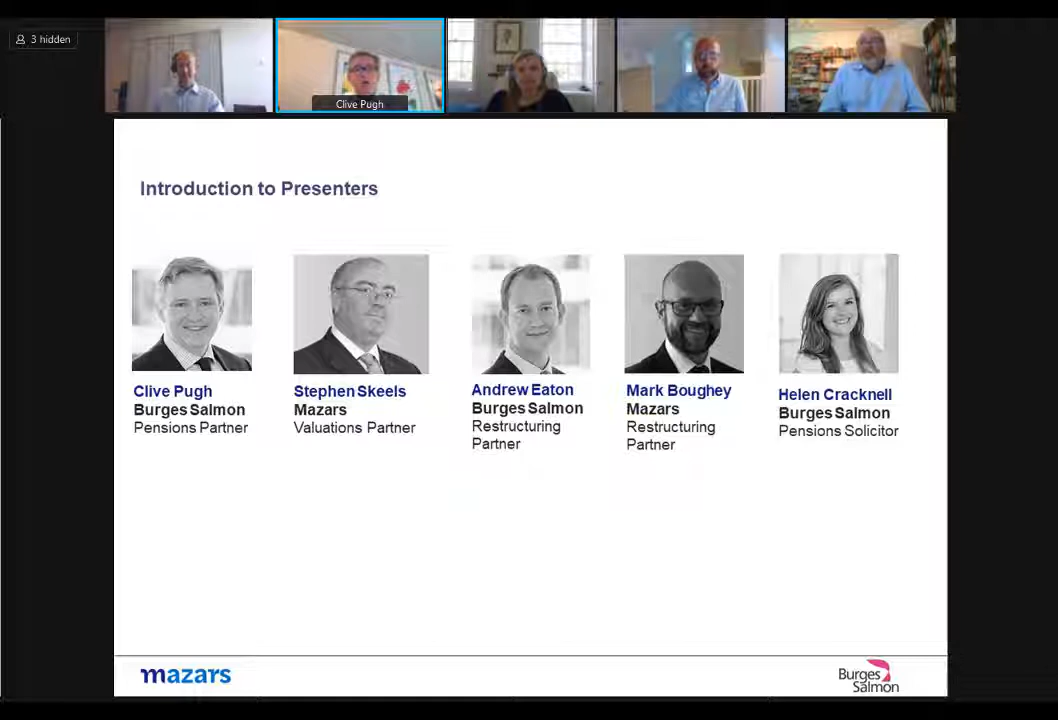 3 hidden
Clive Pugh
Introduction to Presenters
Clive Pugh
Burges Salmon
Pensions Partner
Stephen Skeels
Mazars
Valuations Partner
Andrew Eaton
Burges Salmon
Restructuring
Partner
Mark Boughey
Mazars
Restructuring
Partner
Helen Cracknell
Burges Salmon
Pensions Solicitor
mazars
Burges
Salmon